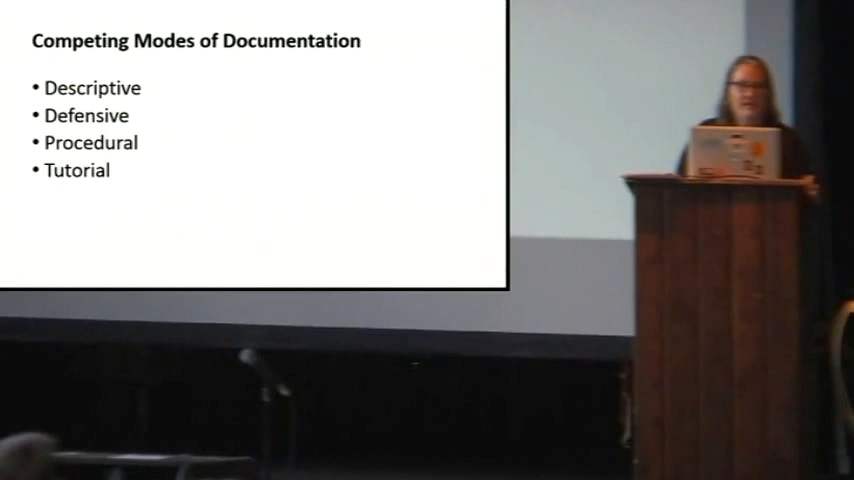 Competing Modes of Documentation
• Descriptive
• Defensive
• Procedural
• Tutorial